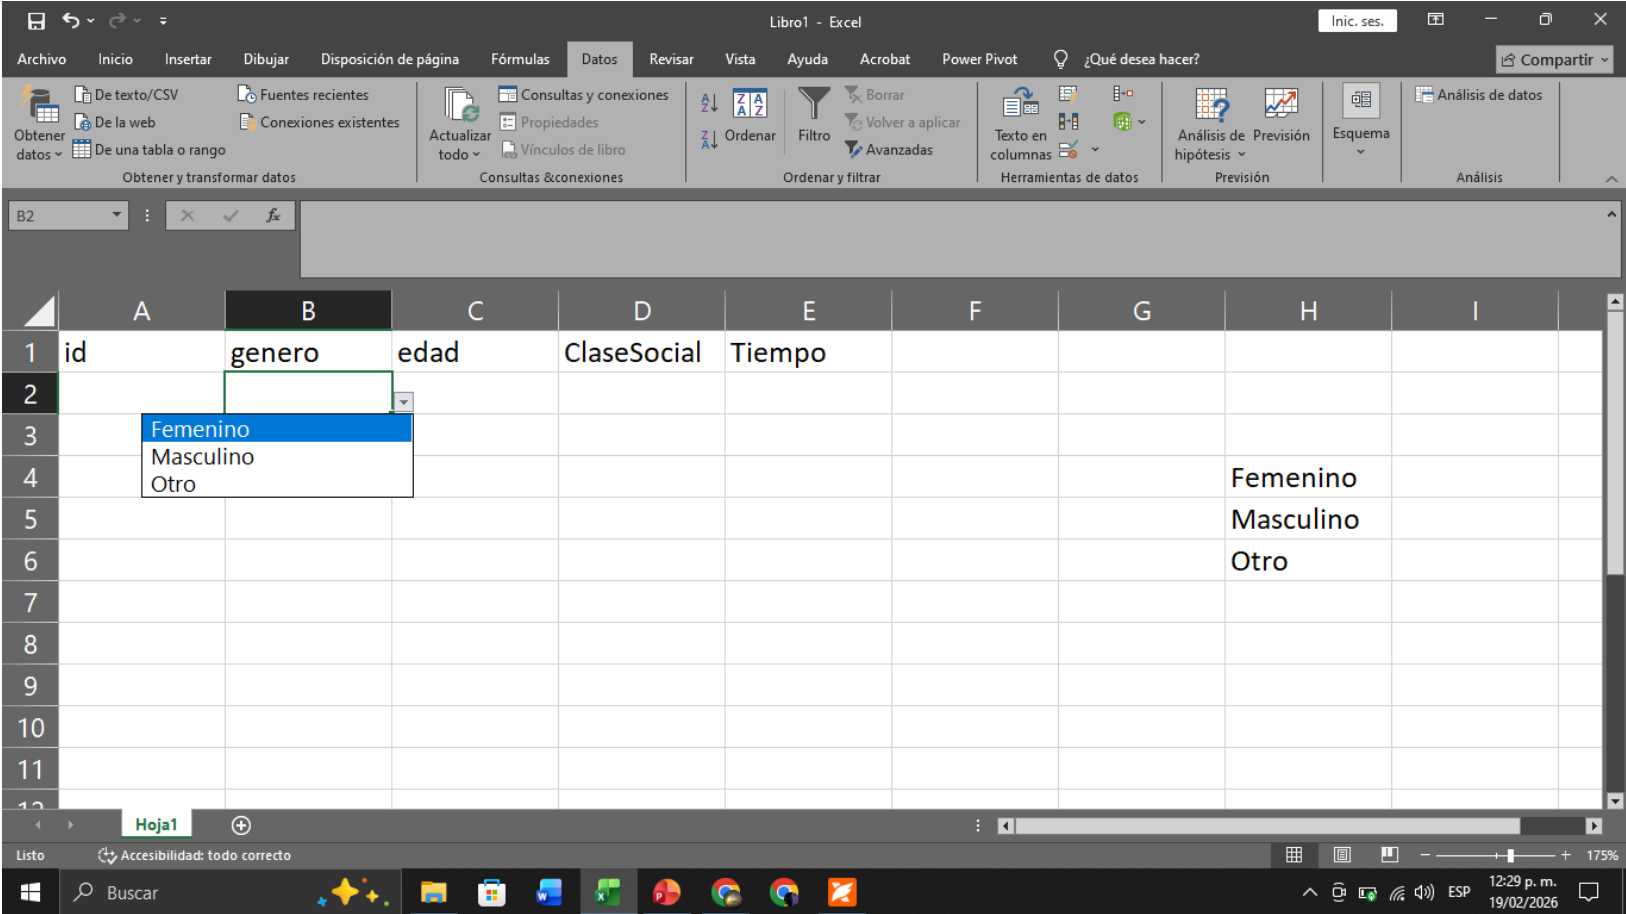 Libro1 - Excel
Inic. ses.
Archivo Inicio Insertar Dibujar Disposición de página Fórmulas Datos Revisar Vista Ayuda Acrobat Power Pivot ¿Qué desea hacer? Compartir
Obtener datos
De texto/CSV
De la web
De una tabla o rango
Fuentes recientes
Conexiones existentes
Obtener y transformar datos
Actualizar todo
Consultas y conexiones
Propiedades
Vínculos de libro
Consultas &conexiones
Ordenar
Filtro
Borrar
Volver a aplicar
Avanzadas
Ordenar y filtrar
Texto en columnas
Herramientas de datos
Análisis de hipótesis
Previsión
Previsión
Esquema
Análisis de datos
Análisis
B2
fx
A B C D E F G H I
1 id genero edad ClaseSocial Tiempo
2
3 Femenino
Masculino
4 Otro Femenino
5 Masculino
6 Otro
7
8
9
10
11
12
Hoja1
Listo Accesibilidad: todo correcto 175%
Buscar
ESP
12:29 p. m.
19/02/2026